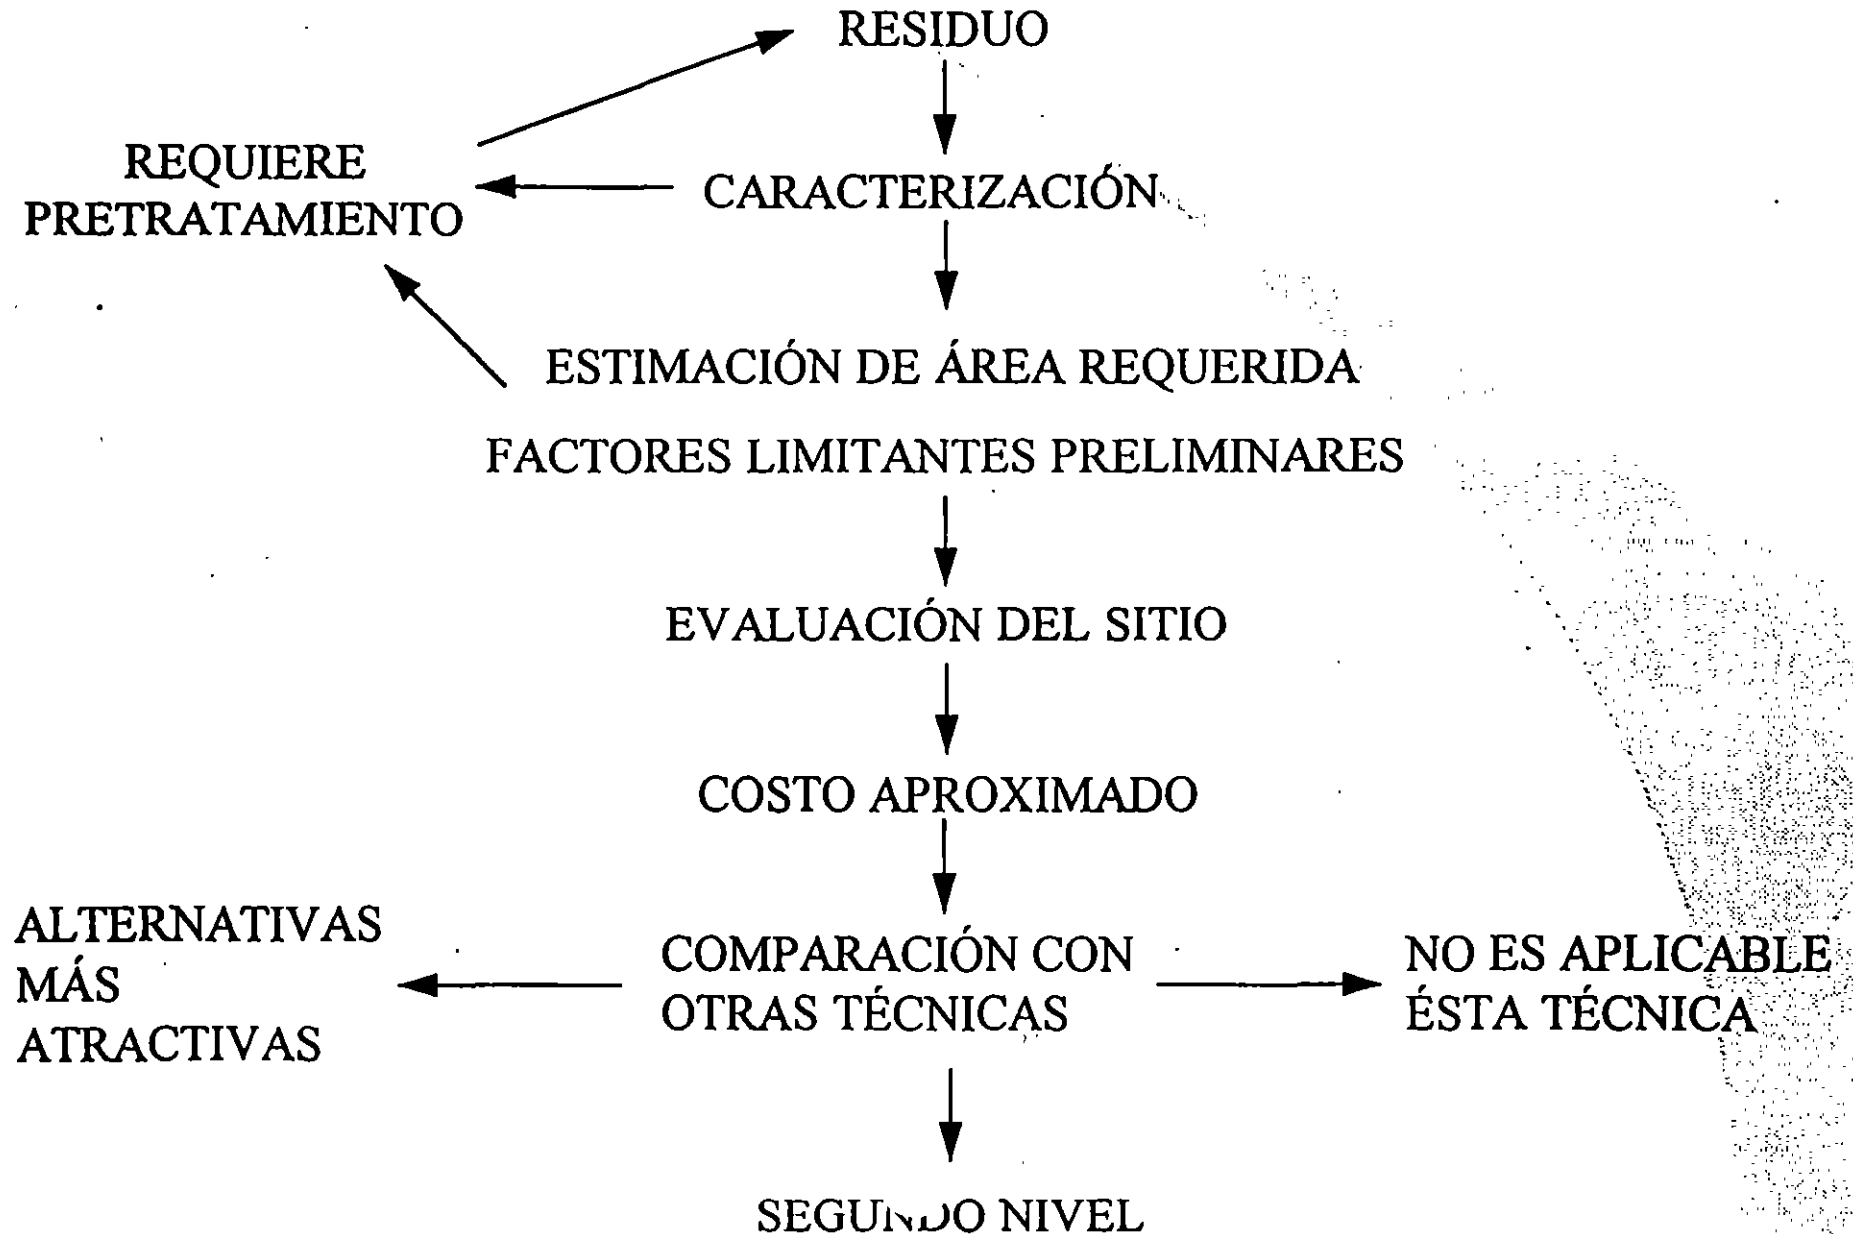 RESIDUO
REQUIERE
PRETRATAMIENTO
CARACTERIZACIÓN
ESTIMACIÓN DE ÁREA REQUERIDA
FACTORES LIMITANTES PRELIMINARES
EVALUACIÓN DEL SITIO
COSTO APROXIMADO
ALTERNATIVAS
MÁS
ATRACTIVAS
COMPARACIÓN CON
OTRAS TÉCNICAS
NO ES APLICABLE
ÉSTA TÉCNICA
SEGUNDO NIVEL